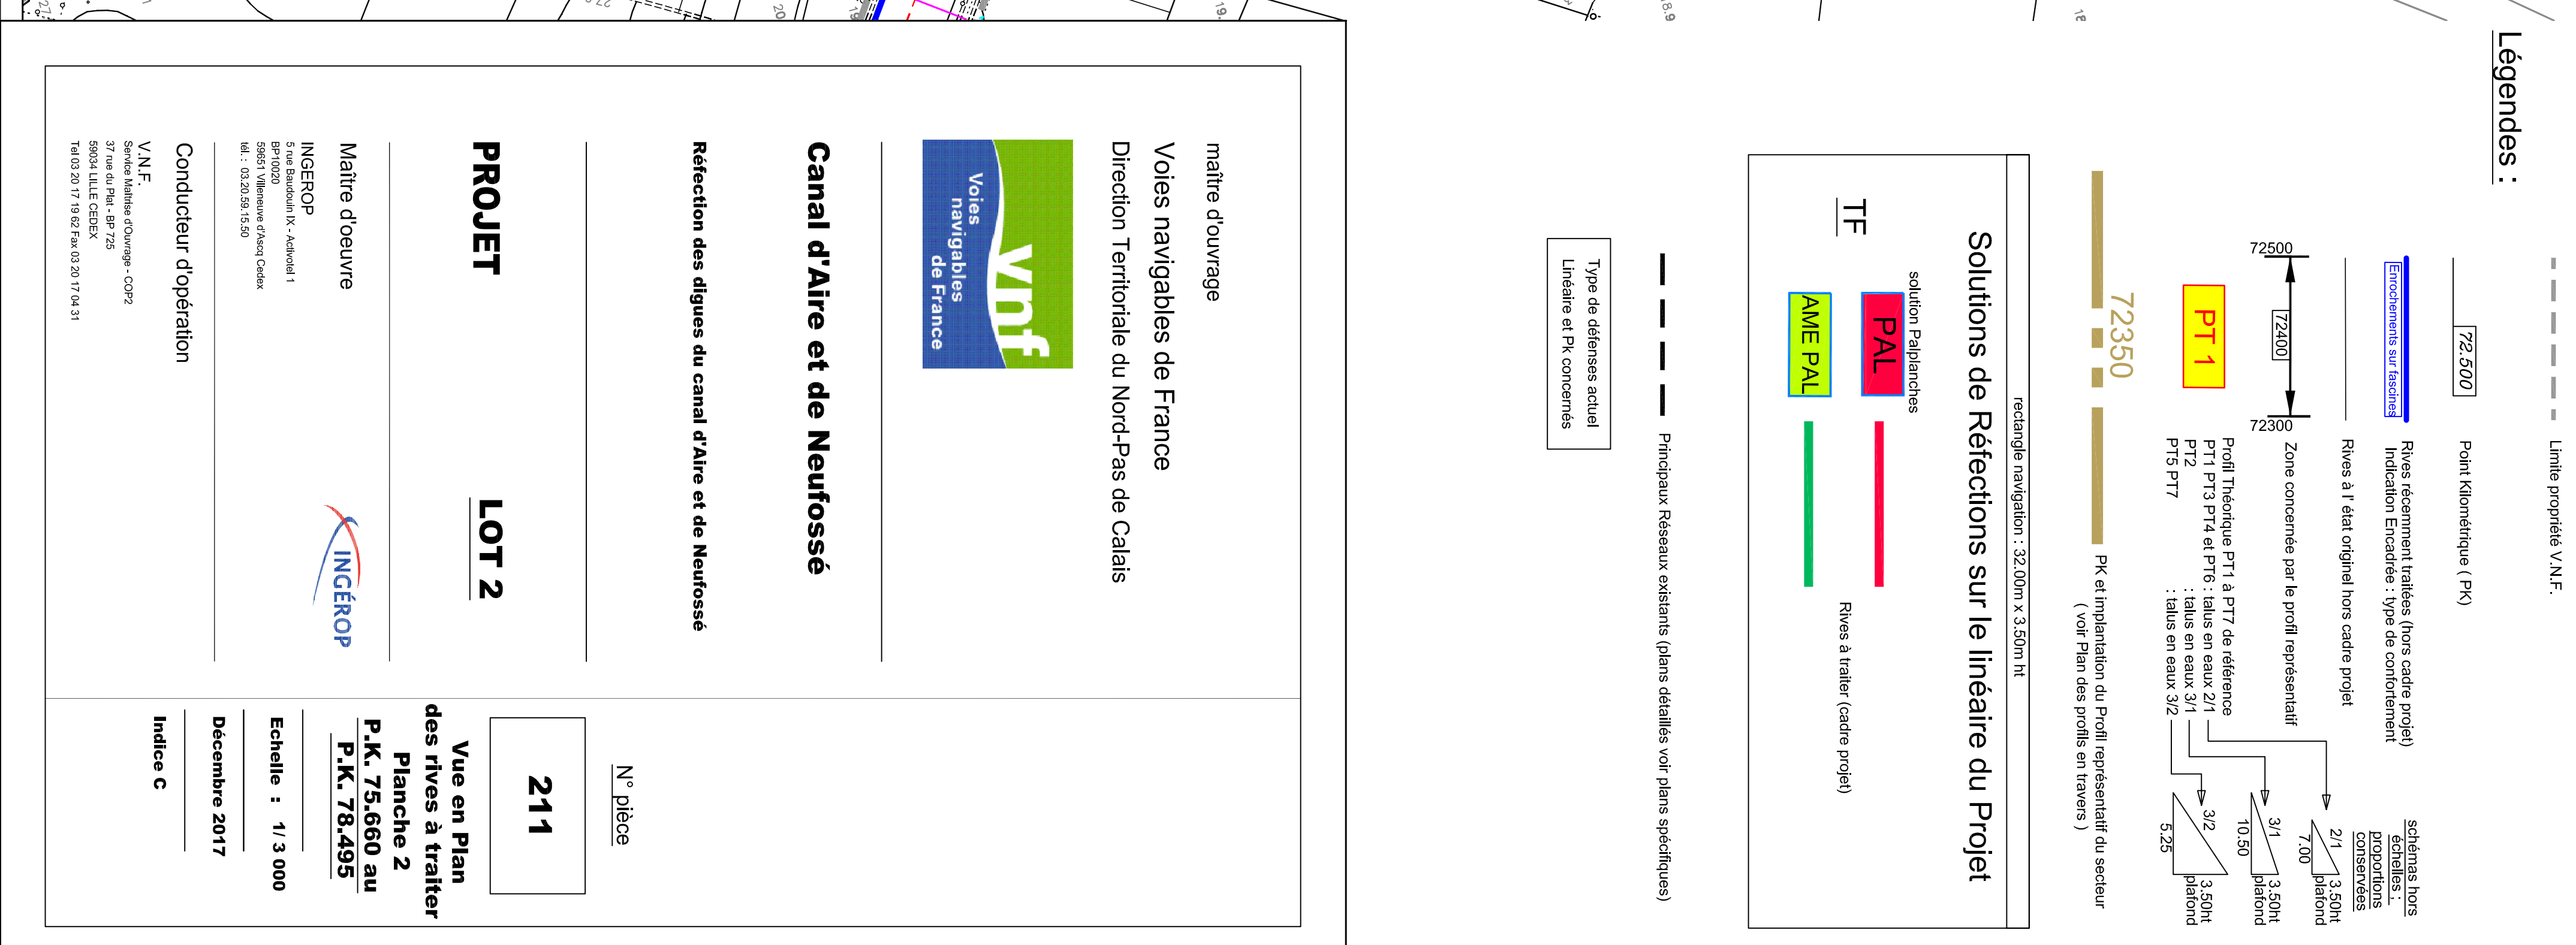 Légendes :
Limite propriété V.N.F.
72.500
Point Kilométrique ( PK)
Enrochements sur fascines
Rives récemment traitées (hors cadre projet)
Indication Encadrée : type de confortement
Rives à l' état originel hors cadre projet
72500
72400
72300
Zone concernée par le profil représentatif
PT 1
Profil Théorique PT1 à PT7 de référence
PT1 PT3 PT4 et PT6 : talus en eaux 2/1
PT2 : talus en eaux 3/1
PT5 PT7 : talus en eaux 3/2
schémas hors
échelles :
proportions
conservées
2/1
7.00
3.50ht
plafond
3/1
10.50
3.50ht
plafond
3/2
5.25
3.50ht
plafond
72350
PK et implantation du Profil représentatif du secteur
( voir Plan des profils en travers )
rectangle navigation : 32.00m x 3.50m ht
Solutions de Réfections sur le linéaire du Projet
TF
solution Palplanches
PAL
AME PAL
Rives à traiter (cadre projet)
Principaux Réseaux existants (plans détaillés voir plans spécifiques)
Type de défenses actuel
Linéaire et Pk concernés
maître d'ouvrage
Voies navigables de France
Direction Territoriale du Nord-Pas de Calais
vnf
Voies
navigables
de France
Canal d'Aire et de Neufossé
Réfection des digues du canal d'Aire et de Neufossé
PROJET
LOT 2
Maître d'oeuvre
INGEROP
5 rue Baudouin IX - Activotel 1
BP10020
59651 Villeneuve d'Ascq Cedex
tél. : 03.20.59.15.50
INGÉROP
Conducteur d'opération
V.N.F.
Service Maîtrise d'Ouvrage - COP2
37 rue du Plat - BP 725
59034 LILLE CEDEX
Tel 03 20 17 19 62 Fax 03 20 17 04 31
N° pièce
211
Vue en Plan
des rives à traiter
Planche 2
P.K. 75.660 au
P.K. 78.495
Echelle : 1/ 3 000
Décembre 2017
Indice C
20
19.
18.9
18